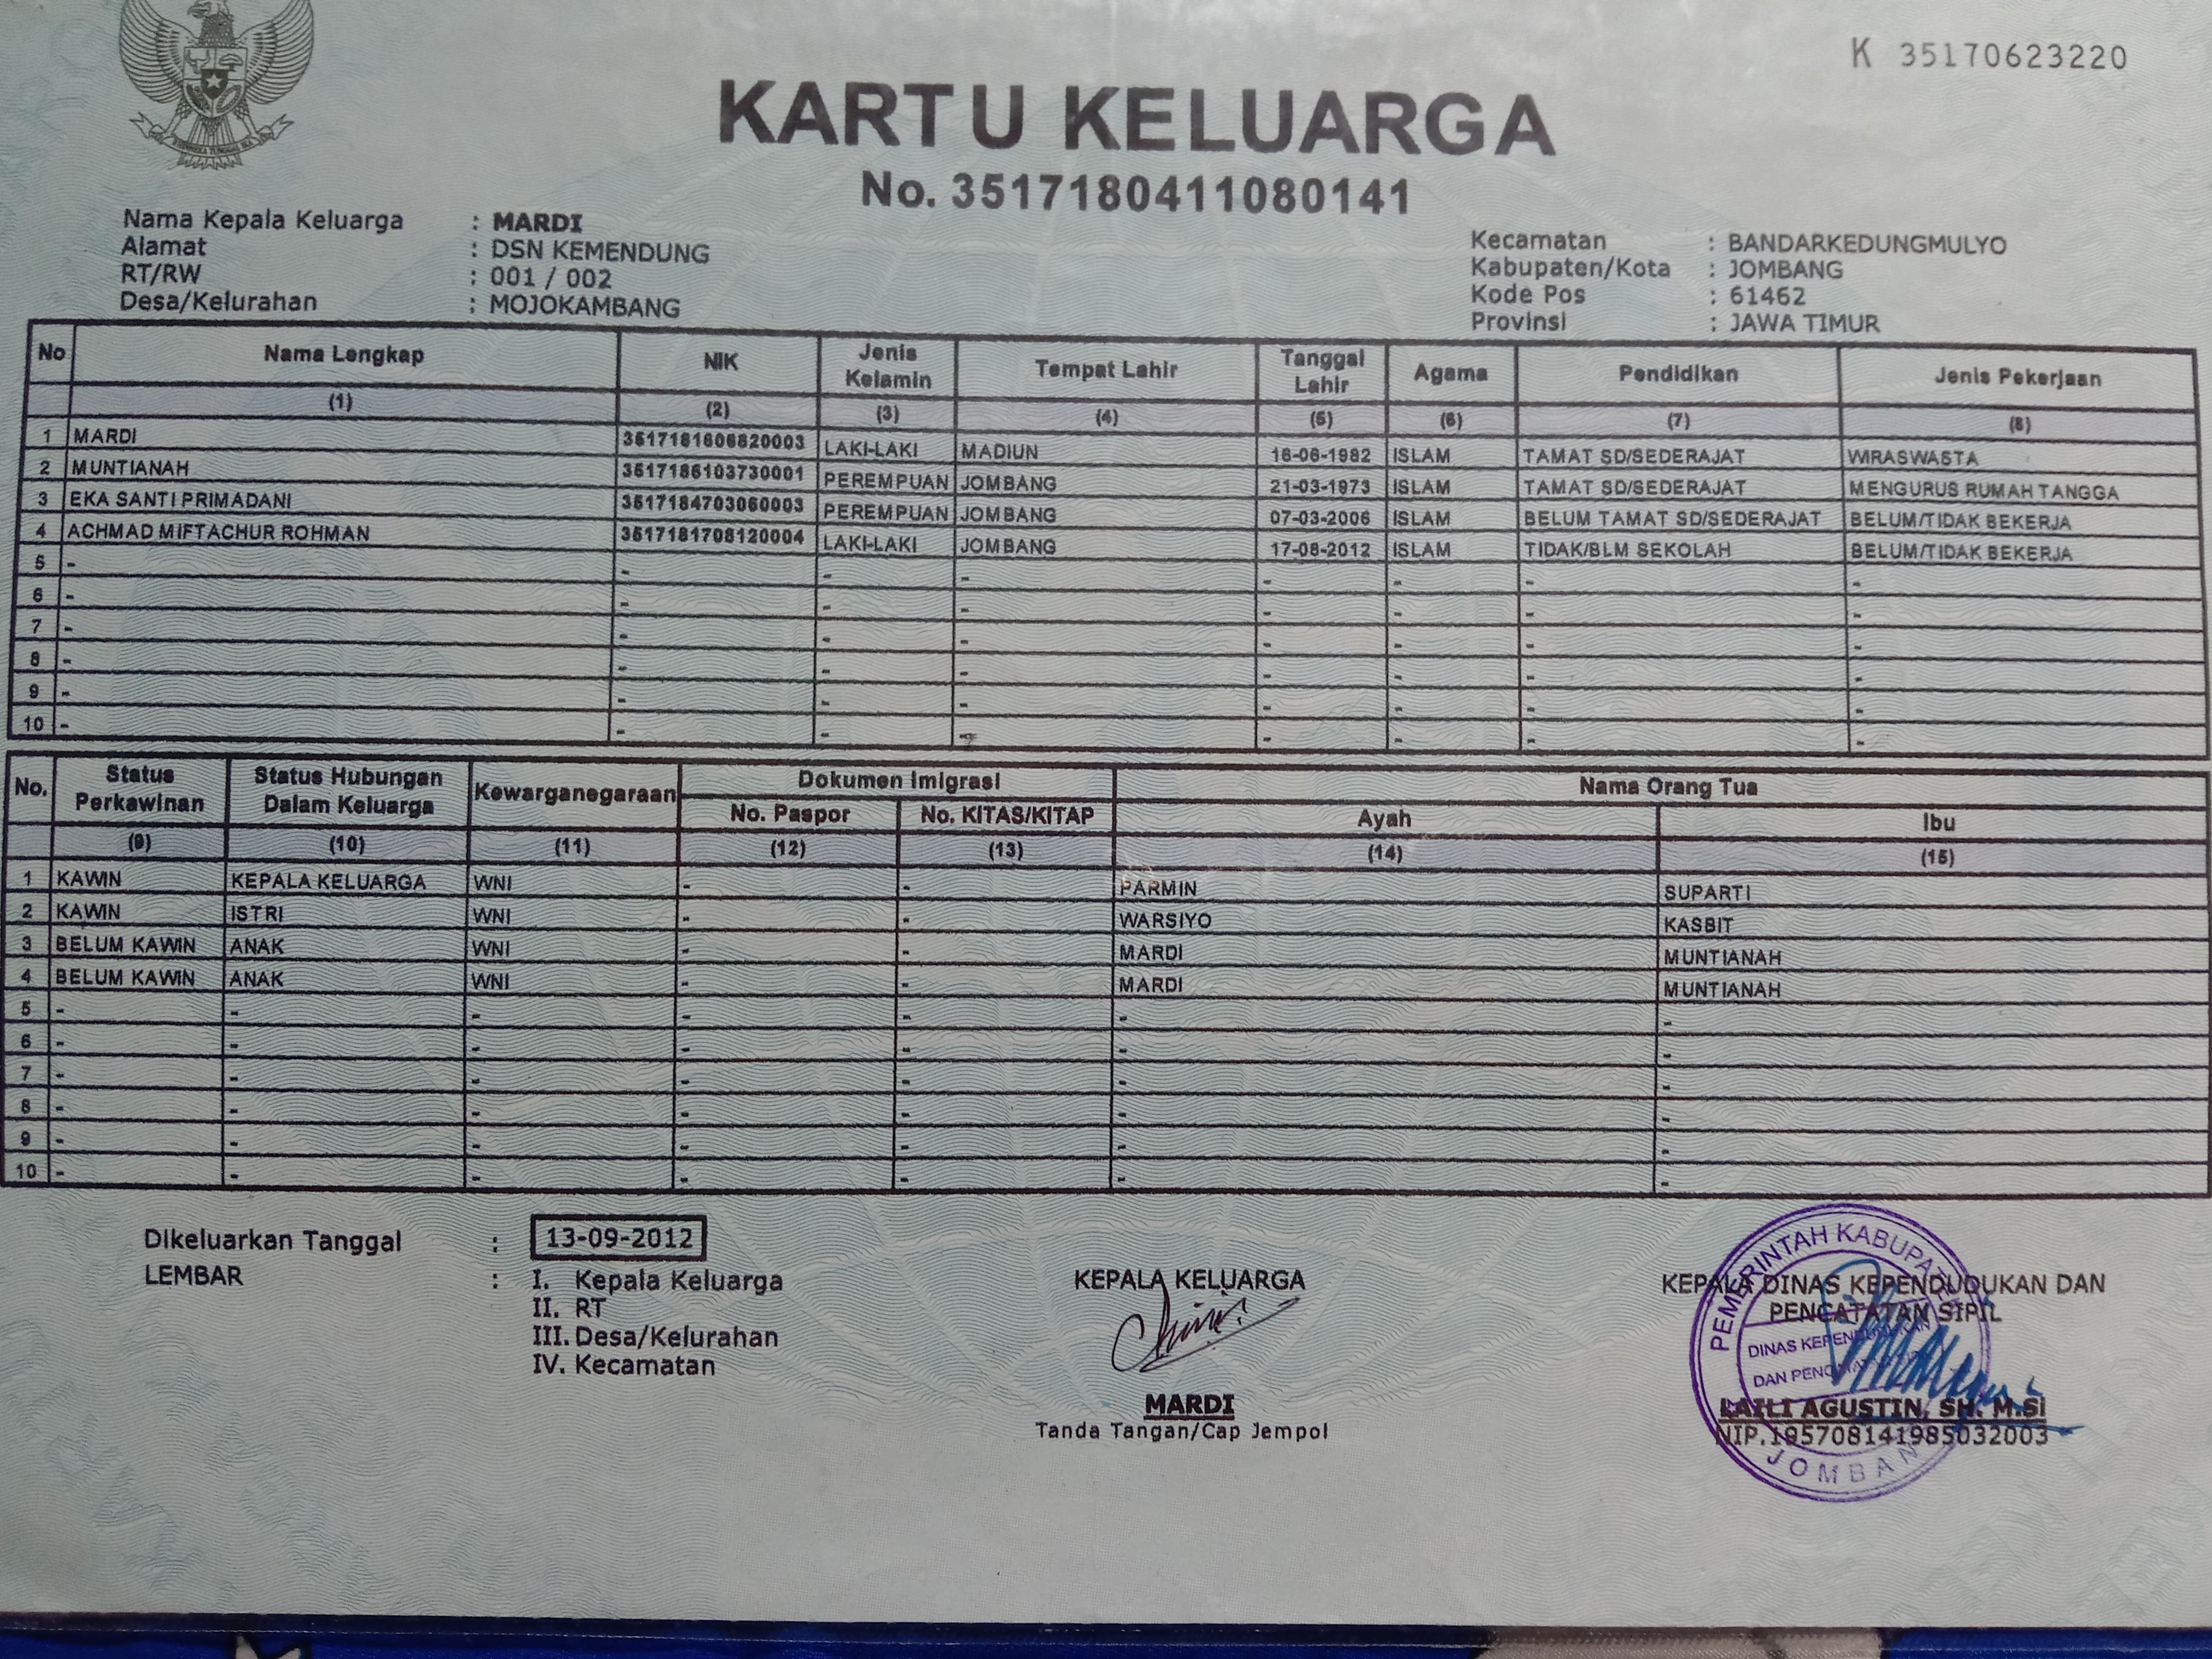 K 35170623220
KARTU KELUARGA
No. 3517180411080141
Nama Kepala Keluarga : MARDI
Alamat : DSN KEMENDUNG
RT/RW : 001 / 002
Desa/Kelurahan : MOJOKAMBANG
Kecamatan : BANDARKEDUNGMULYO
Kabupaten/Kota : JOMBANG
Kode Pos : 61462
Provinsi : JAWA TIMUR
No Nama Lengkap NIK Jenis Kelamin Tempat Lahir Tanggal Lahir Agama Pendidikan Jenis Pekerjaan
(1) (2) (3) (4) (5) (6) (7) (8)
1 MARDI 3517181606820003 LAKI-LAKI MADIUN 16-06-1982 ISLAM TAMAT SD/SEDERAJAT WIRASWASTA
2 MUNTIANAH 3517186103730001 PEREMPUAN JOMBANG 21-03-1973 ISLAM TAMAT SD/SEDERAJAT MENGURUS RUMAH TANGGA
3 EKA SANTI PRIMADANI 3517184703060003 PEREMPUAN JOMBANG 07-03-2006 ISLAM BELUM TAMAT SD/SEDERAJAT BELUM/TIDAK BEKERJA
4 ACHMAD MIFTACHUR ROHMAN 3517181708120004 LAKI-LAKI JOMBANG 17-08-2012 ISLAM TIDAK/BLM SEKOLAH BELUM/TIDAK BEKERJA
5 - - - - - - - -
6 - - - - - - - -
7 - - - - - - - -
8 - - - - - - - -
9 - - - - - - - -
10 - - - - - - - -
No. Status Perkawinan Status Hubungan Dalam Keluarga Kewarganegaraan Dokumen Imigrasi Nama Orang Tua
No. Paspor No. KITAS/KITAP Ayah Ibu
(9) (10) (11) (12) (13) (14) (15)
1 KAWIN KEPALA KELUARGA WNI - - PARMIN SUPARTI
2 KAWIN ISTRI WNI - - WARSIYO KASBIT
3 BELUM KAWIN ANAK WNI - - MARDI MUNTIANAH
4 BELUM KAWIN ANAK WNI - - MARDI MUNTIANAH
5 - - - - - - -
6 - - - - - - -
7 - - - - - - -
8 - - - - - - -
9 - - - - - - -
10 - - - - - - -
Dikeluarkan Tanggal : 13-09-2012
LEMBAR : I. Kepala Keluarga
II. RT
III. Desa/Kelurahan
IV. Kecamatan
KEPALA KELUARGA
MARDI
Tanda Tangan/Cap Jempol
KEPALA DINAS KEPENDUDUKAN DAN
PENCATATAN SIPIL
PEMERINTAH KABUPATEN
DINAS KEPENDUDUKAN
DAN
LAILI AGUSTIN, SH. M.Si
NIP.195708141985032003
JOMBANG